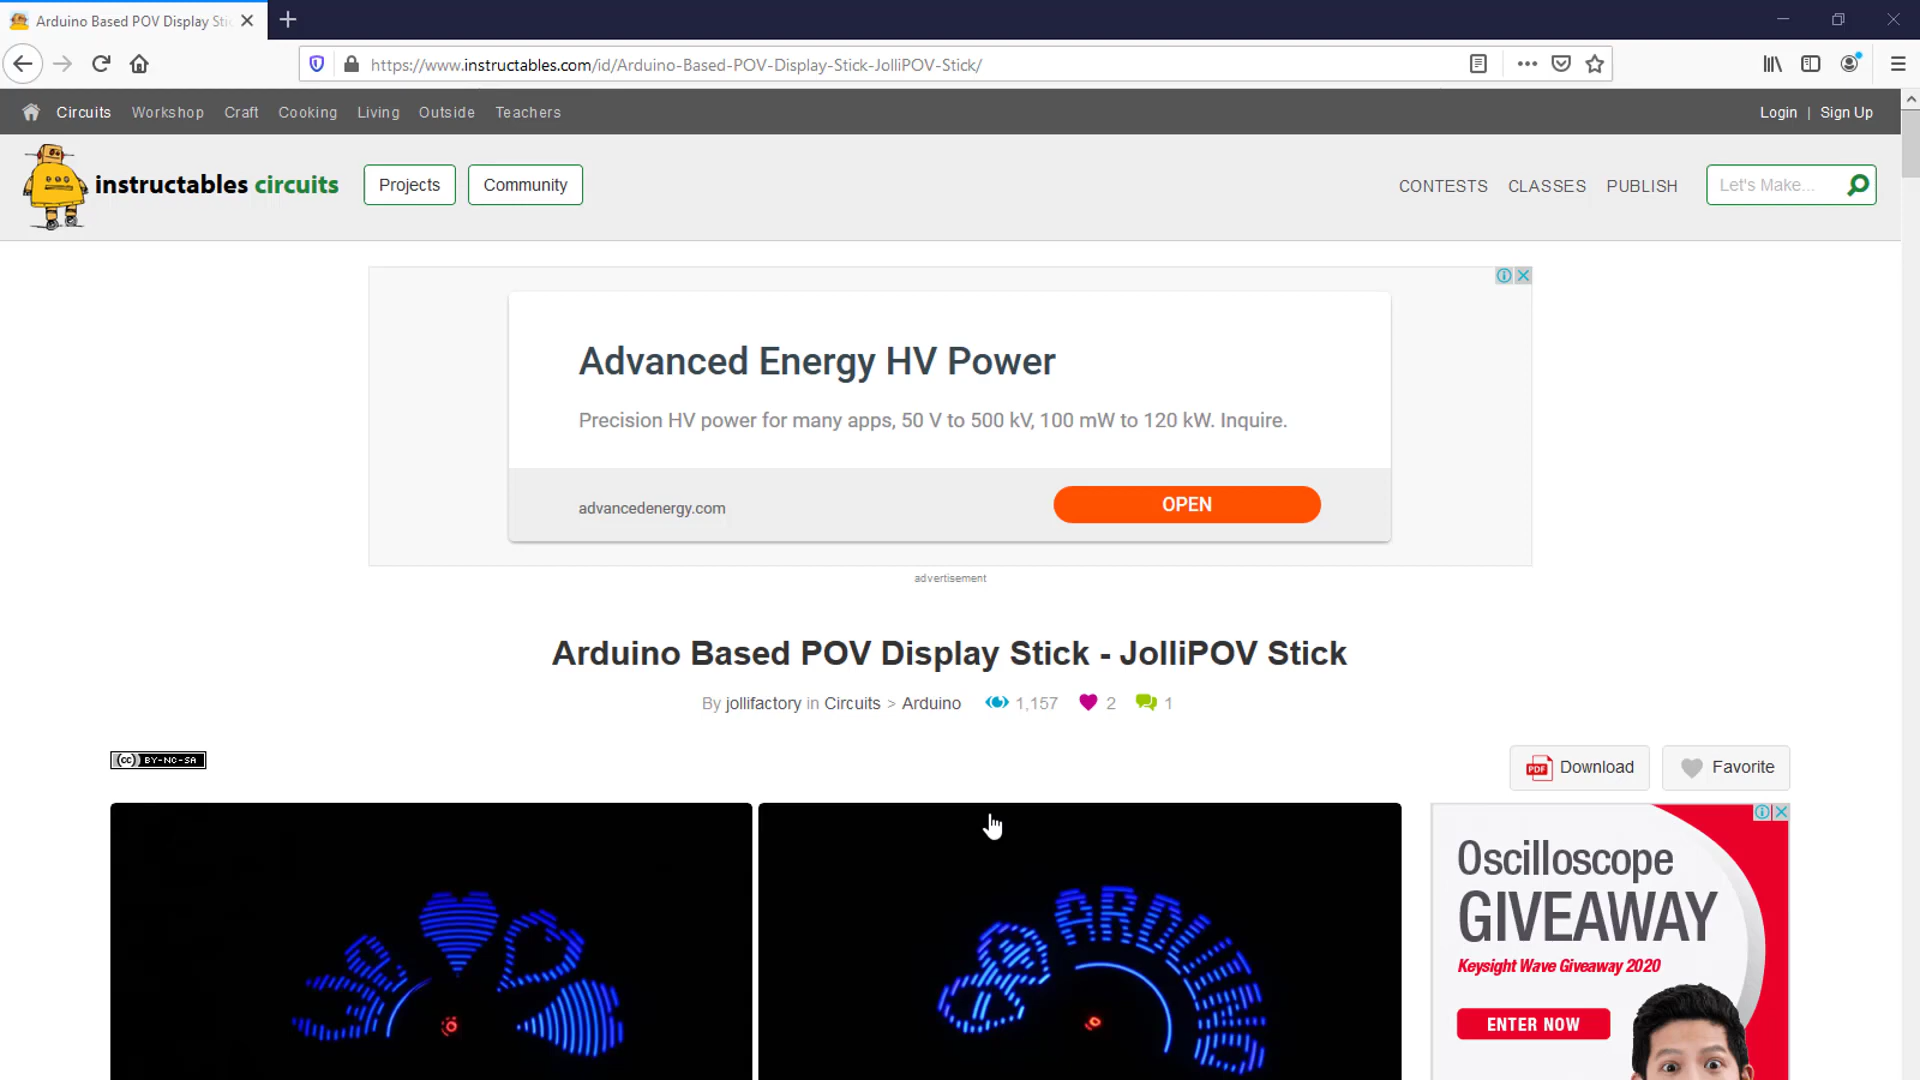 Arduino Based POV Display Stic
https://www.instructables.com/id/Arduino-Based-POV-Display-Stick-JolliPOV-Stick/
Circuits Workshop Craft Cooking Living Outside Teachers
Login | Sign Up
instructables circuits
Projects
Community
CONTESTS CLASSES PUBLISH
Let's Make...
Advanced Energy HV Power
Precision HV power for many apps, 50 V to 500 kV, 100 mW to 120 kW. Inquire.
advancedenergy.com
OPEN
advertisement
Arduino Based POV Display Stick - JolliPOV Stick
By jollifactory in Circuits > Arduino 1,157 2 1
(cc) BY-NC-SA
PDF Download
Favorite
ARDUINO
Oscilloscope
GIVEAWAY
Keysight Wave Giveaway 2020
ENTER NOW